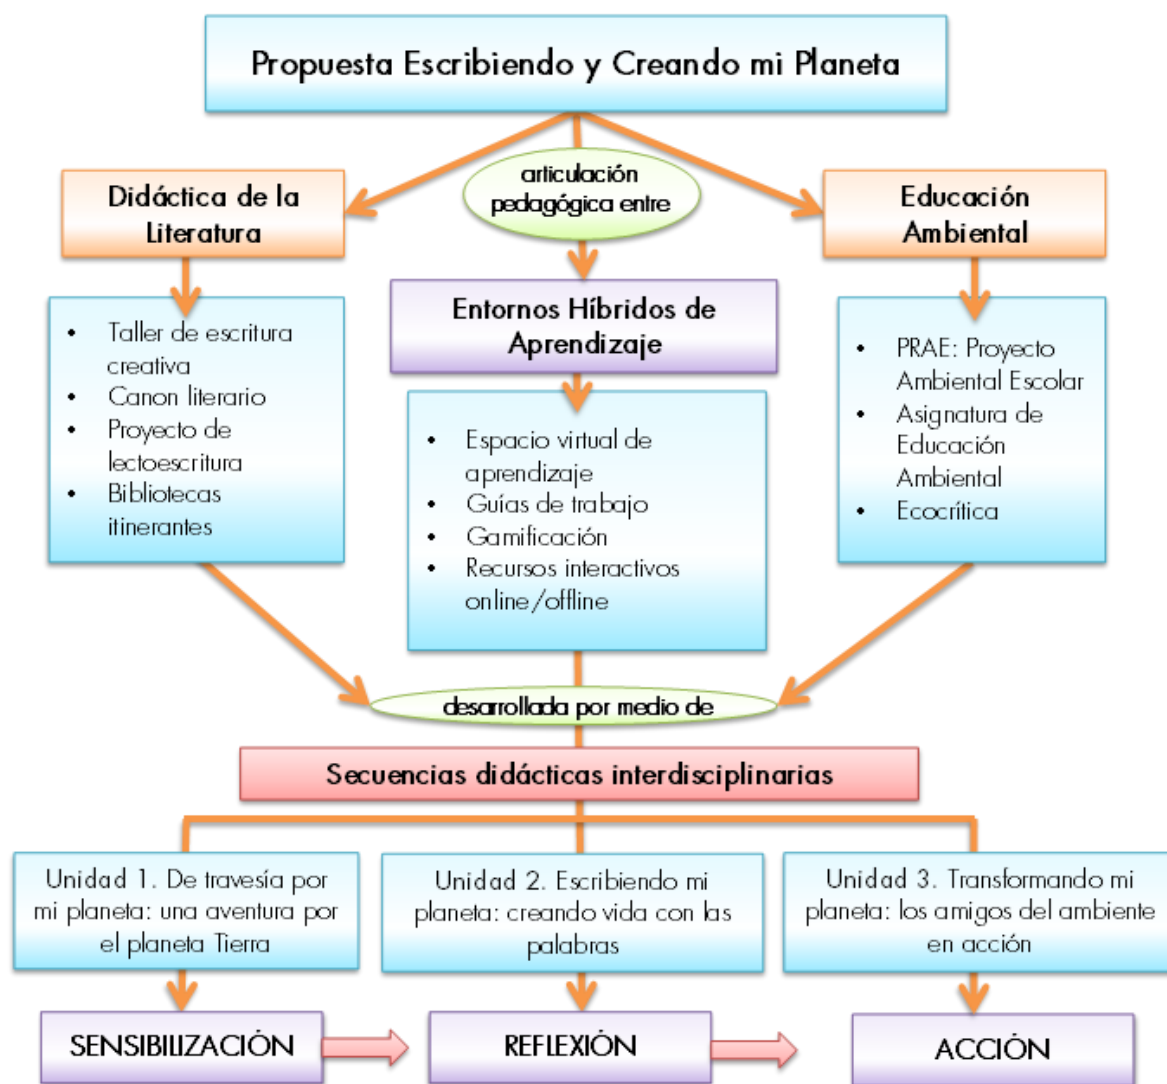 Propuesta Escribiendo y Creando mi Planeta
articulación
pedagógica entre
Didáctica de la
Literatura
Educación
Ambiental
Entornos Híbridos de
Aprendizaje
• Taller de escritura
creativa
• Canon literario
• Proyecto de
lectoescritura
• Bibliotecas
itinerantes
• Espacio virtual de
aprendizaje
• Guías de trabajo
• Gamificación
• Recursos interactivos
online/offline
• PRAE: Proyecto
Ambiental Escolar
• Asignatura de
Educación
Ambiental
• Ecocrítica
desarrollada por medio de
Secuencias didácticas interdisciplinarias
Unidad 1. De travesía por
mi planeta: una aventura por
el planeta Tierra
Unidad 2. Escribiendo mi
planeta: creando vida con las
palabras
Unidad 3. Transformando mi
planeta: los amigos del ambiente
en acción
SENSIBILIZACIÓN
REFLEXIÓN
ACCIÓN